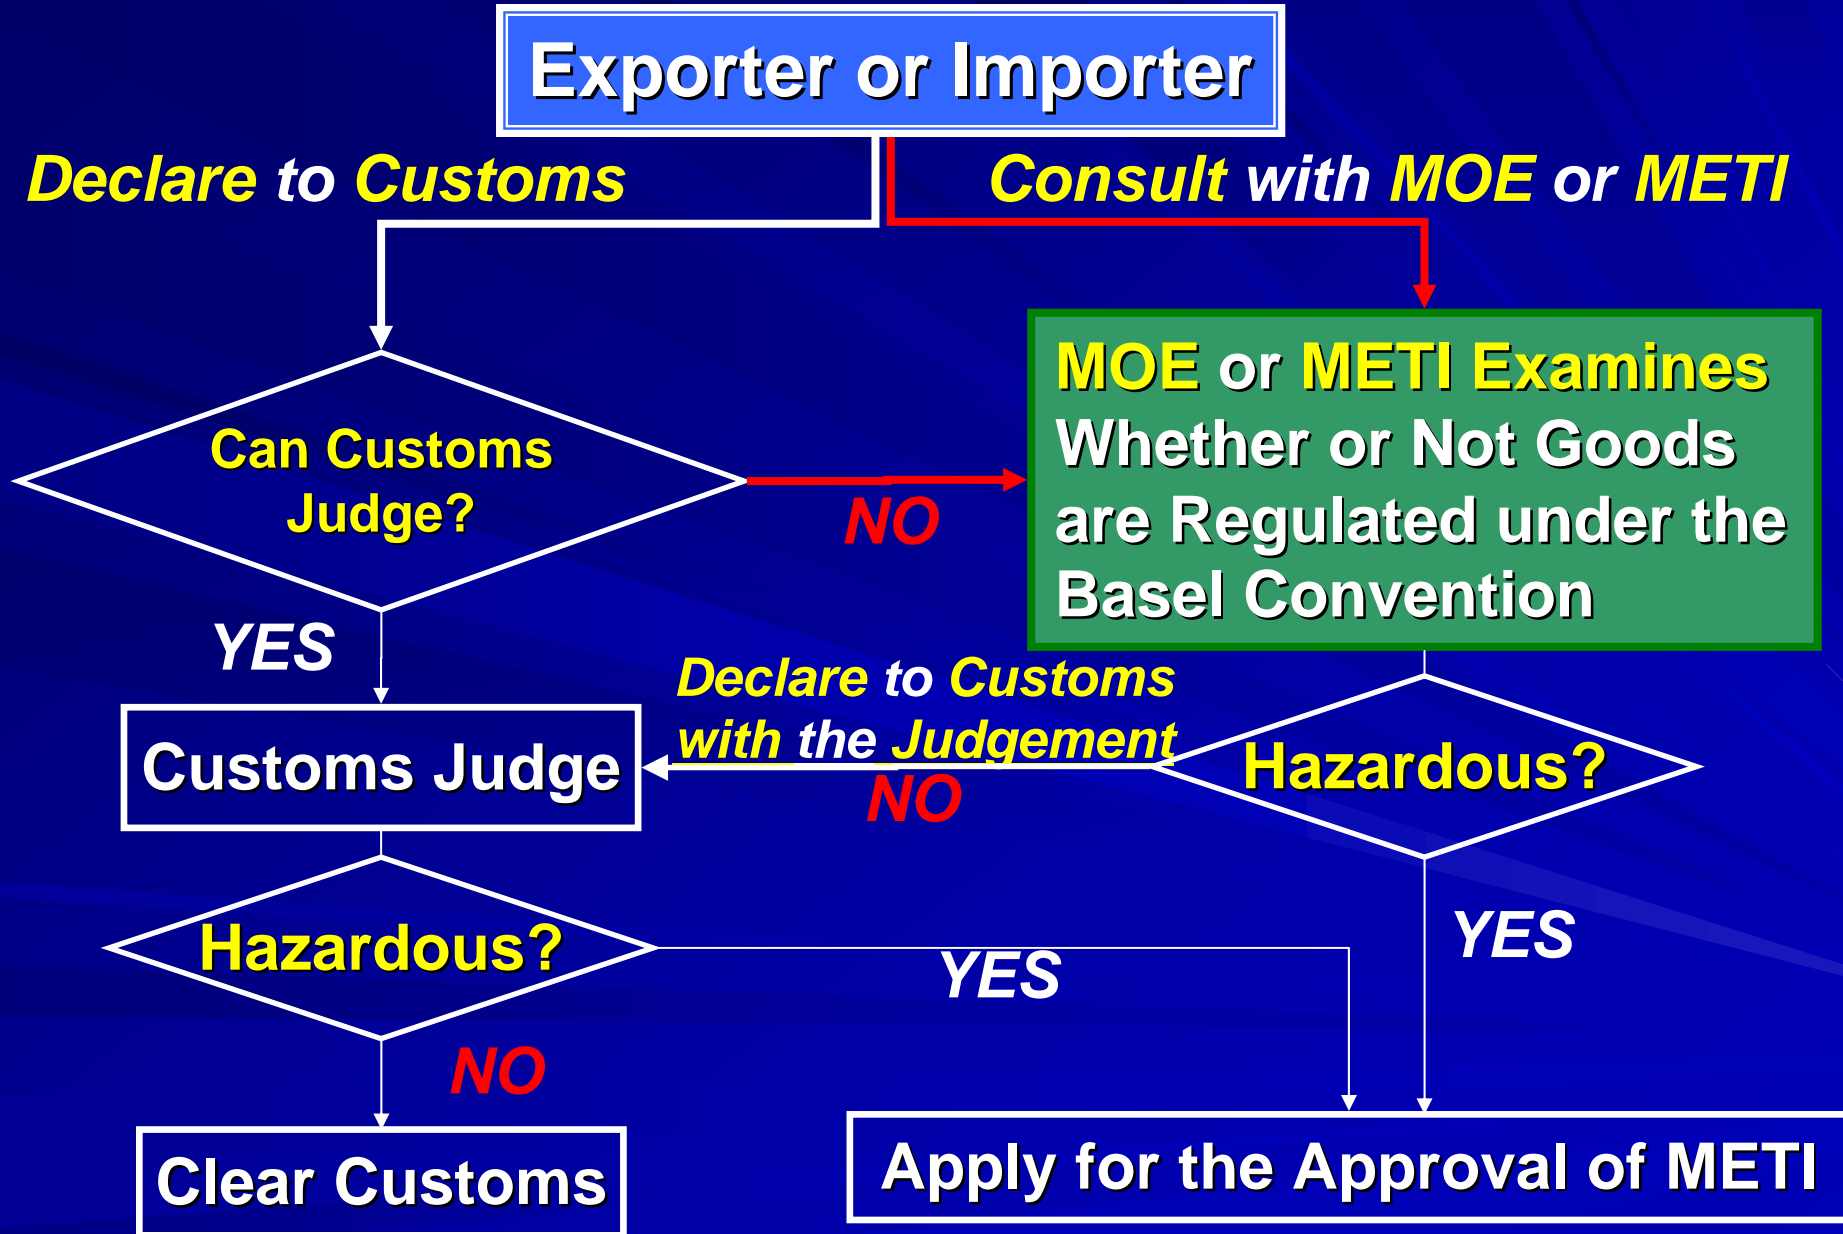 Exporter or Importer
Declare to Customs
Consult with MOE or METI
Can Customs
Judge?
NO
MOE or METI Examines
Whether or Not Goods
are Regulated under the
Basel Convention
YES
Declare to Customs
with the Judgement
NO
Customs Judge
Hazardous?
Hazardous?
YES
YES
NO
Clear Customs
Apply for the Approval of METI